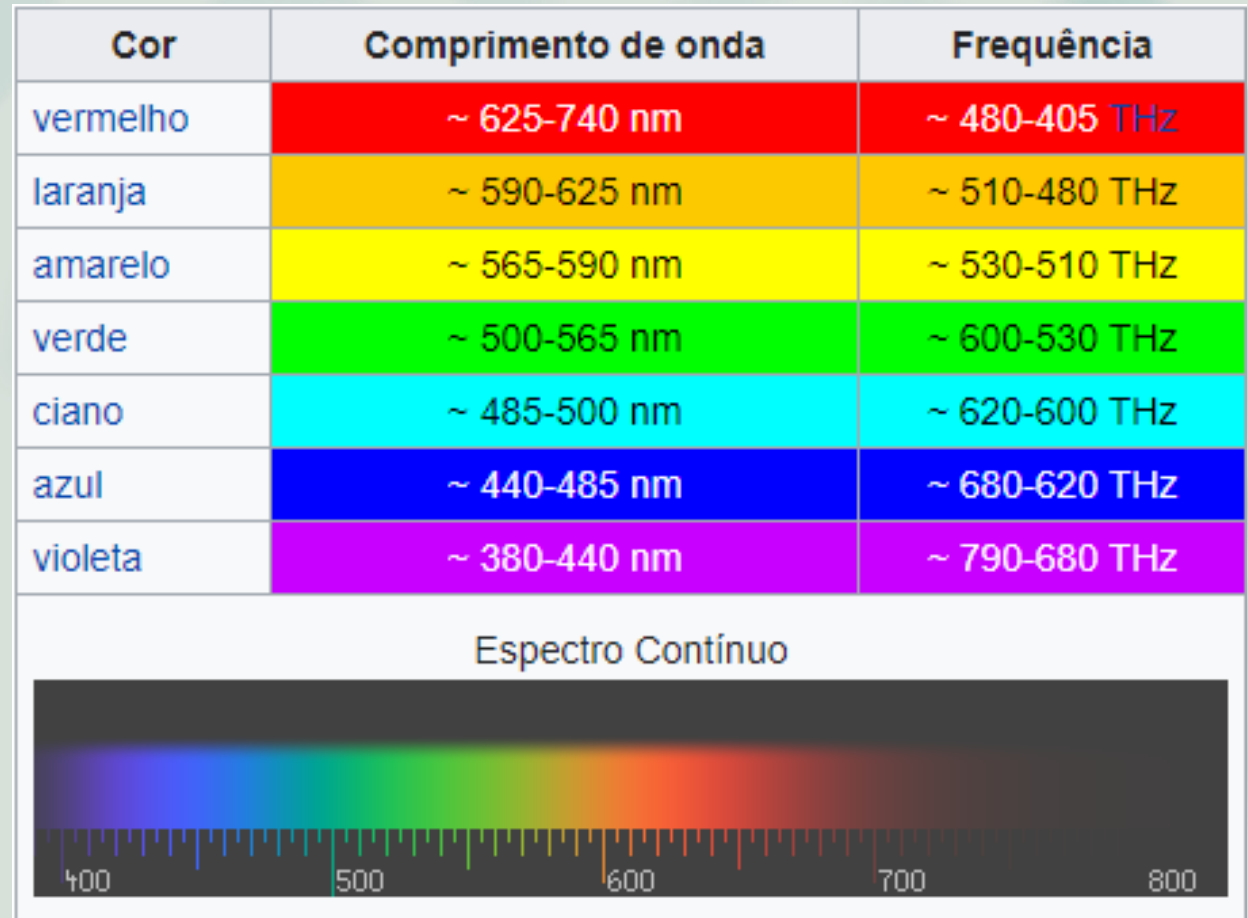 Cor Comprimento de onda Frequência
vermelho ~ 625-740 nm ~ 480-405 THz
laranja ~ 590-625 nm ~ 510-480 THz
amarelo ~ 565-590 nm ~ 530-510 THz
verde ~ 500-565 nm ~ 600-530 THz
ciano ~ 485-500 nm ~ 620-600 THz
azul ~ 440-485 nm ~ 680-620 THz
violeta ~ 380-440 nm ~ 790-680 THz
Espectro Contínuo
400 500 600 700 800